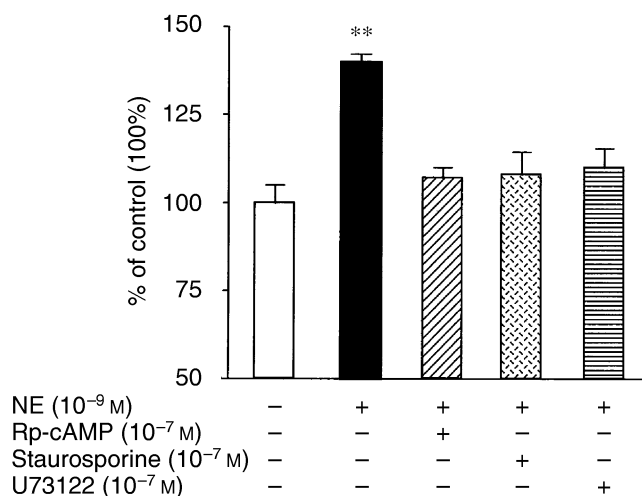 150
**
125
100
75
50
% of control (100%)
NE (10⁻⁹ M) – + + + +
Rp-cAMP (10⁻⁷ M) – – + – –
Staurosporine (10⁻⁷ M) – – – + –
U73122 (10⁻⁷ M) – – – – +